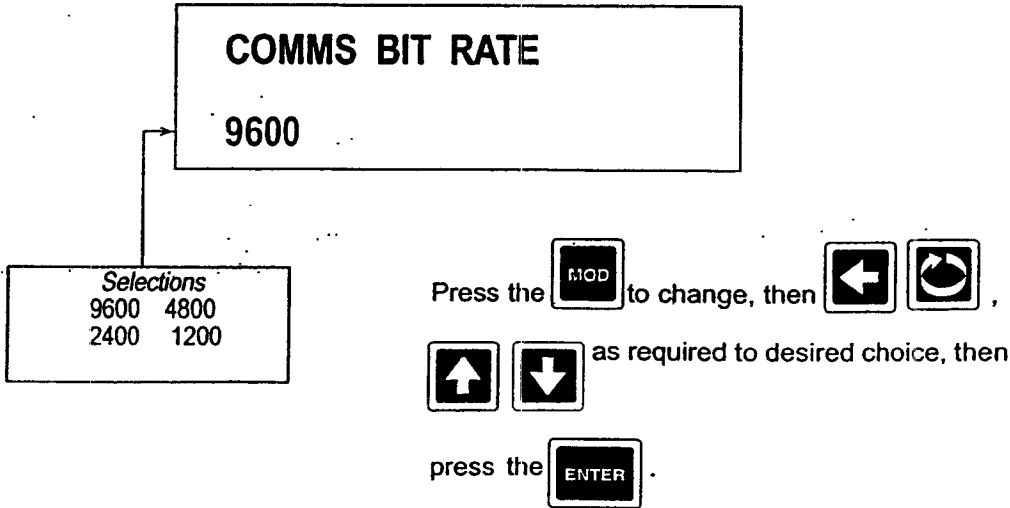 COMMS BIT RATE
9600
Selections
9600 4800
2400 1200
Press the MOD to change, then ,
as required to desired choice, then
press the ENTER .